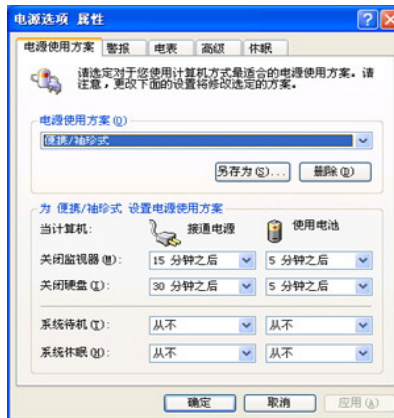 电源选项 属性
电源使用方案 警报 电表 高级 休眠
请选定对于您使用计算机方式最适合的电源使用方案。请
注意，更改下面的设置将修改选定的方案。
电源使用方案(O)
便携/袖珍式
另存为(S)... 删除(D)
为 便携/袖珍式 设置电源使用方案
当计算机: 接通电源 使用电池
关闭监视器(M): 15 分钟之后 5 分钟之后
关闭硬盘(I): 30 分钟之后 5 分钟之后
系统待机(T): 从不 从不
系统休眠(H): 从不 从不
确定 取消 应用(A)